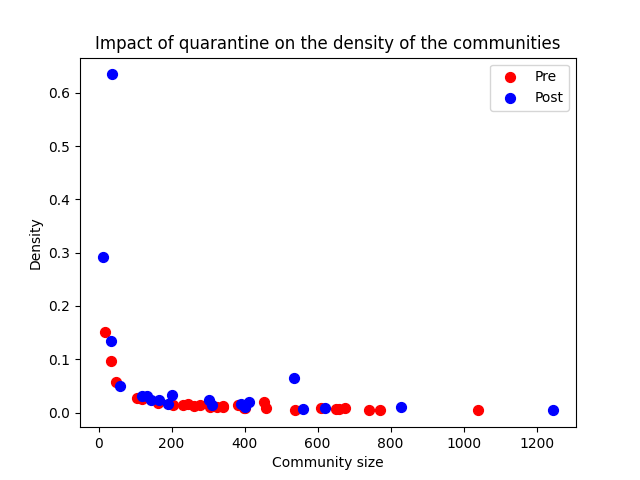 Impact of quarantine on the density of the communities
Pre
Post
0.6
0.5
0.4
0.3
0.2
0.1
0.0
Density
0 200 400 600 800 1000 1200
Community size